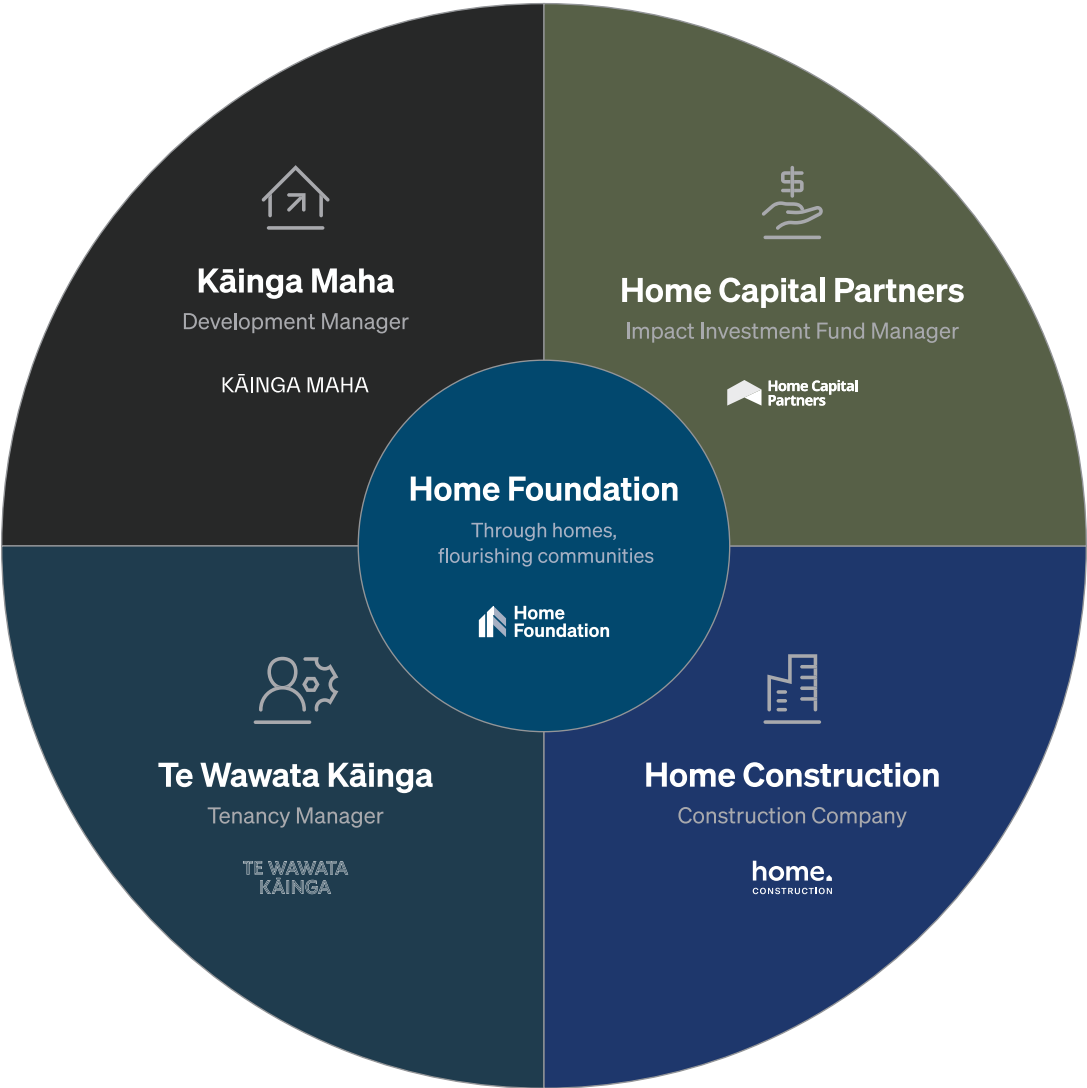 Kāinga Maha
Development Manager
KĀINGA MAHA
Home Capital Partners
Impact Investment Fund Manager
Home Capital
Partners
Home Foundation
Through homes,
flourishing communities
Home
Foundation
Te Wawata Kāinga
Tenancy Manager
TE WAWATA
KĀINGA
Home Construction
Construction Company
home.
CONSTRUCTION